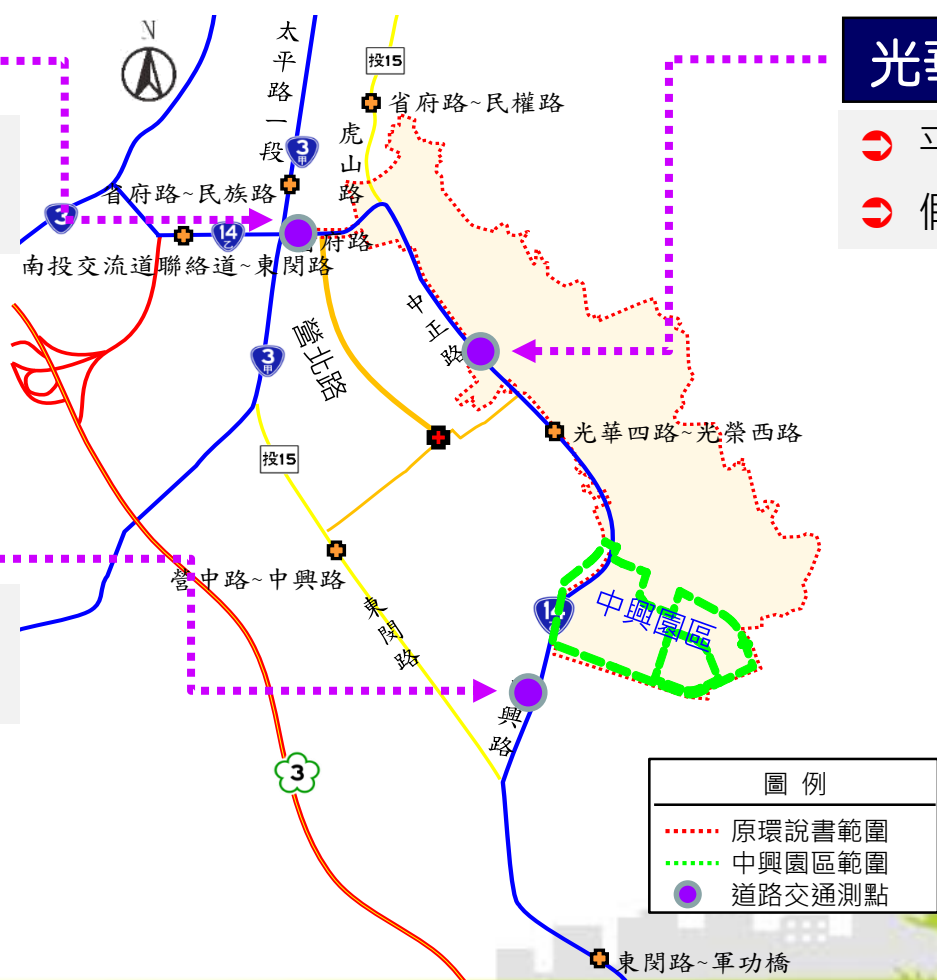 N
太平路一段
投15
光華
平
假
省府路~民權路
虎山路
3甲
省府路~民族路
3
14乙
省府路
南投交流道聯絡道~東閔路
中正路
營北路
3甲
投15
光華四路~光榮西路
營中路~中興路
東閔路
14
中興園區
興路
3
圖例
原環說書範圍
中興園區範圍
道路交通測點
東閔路~軍功橋